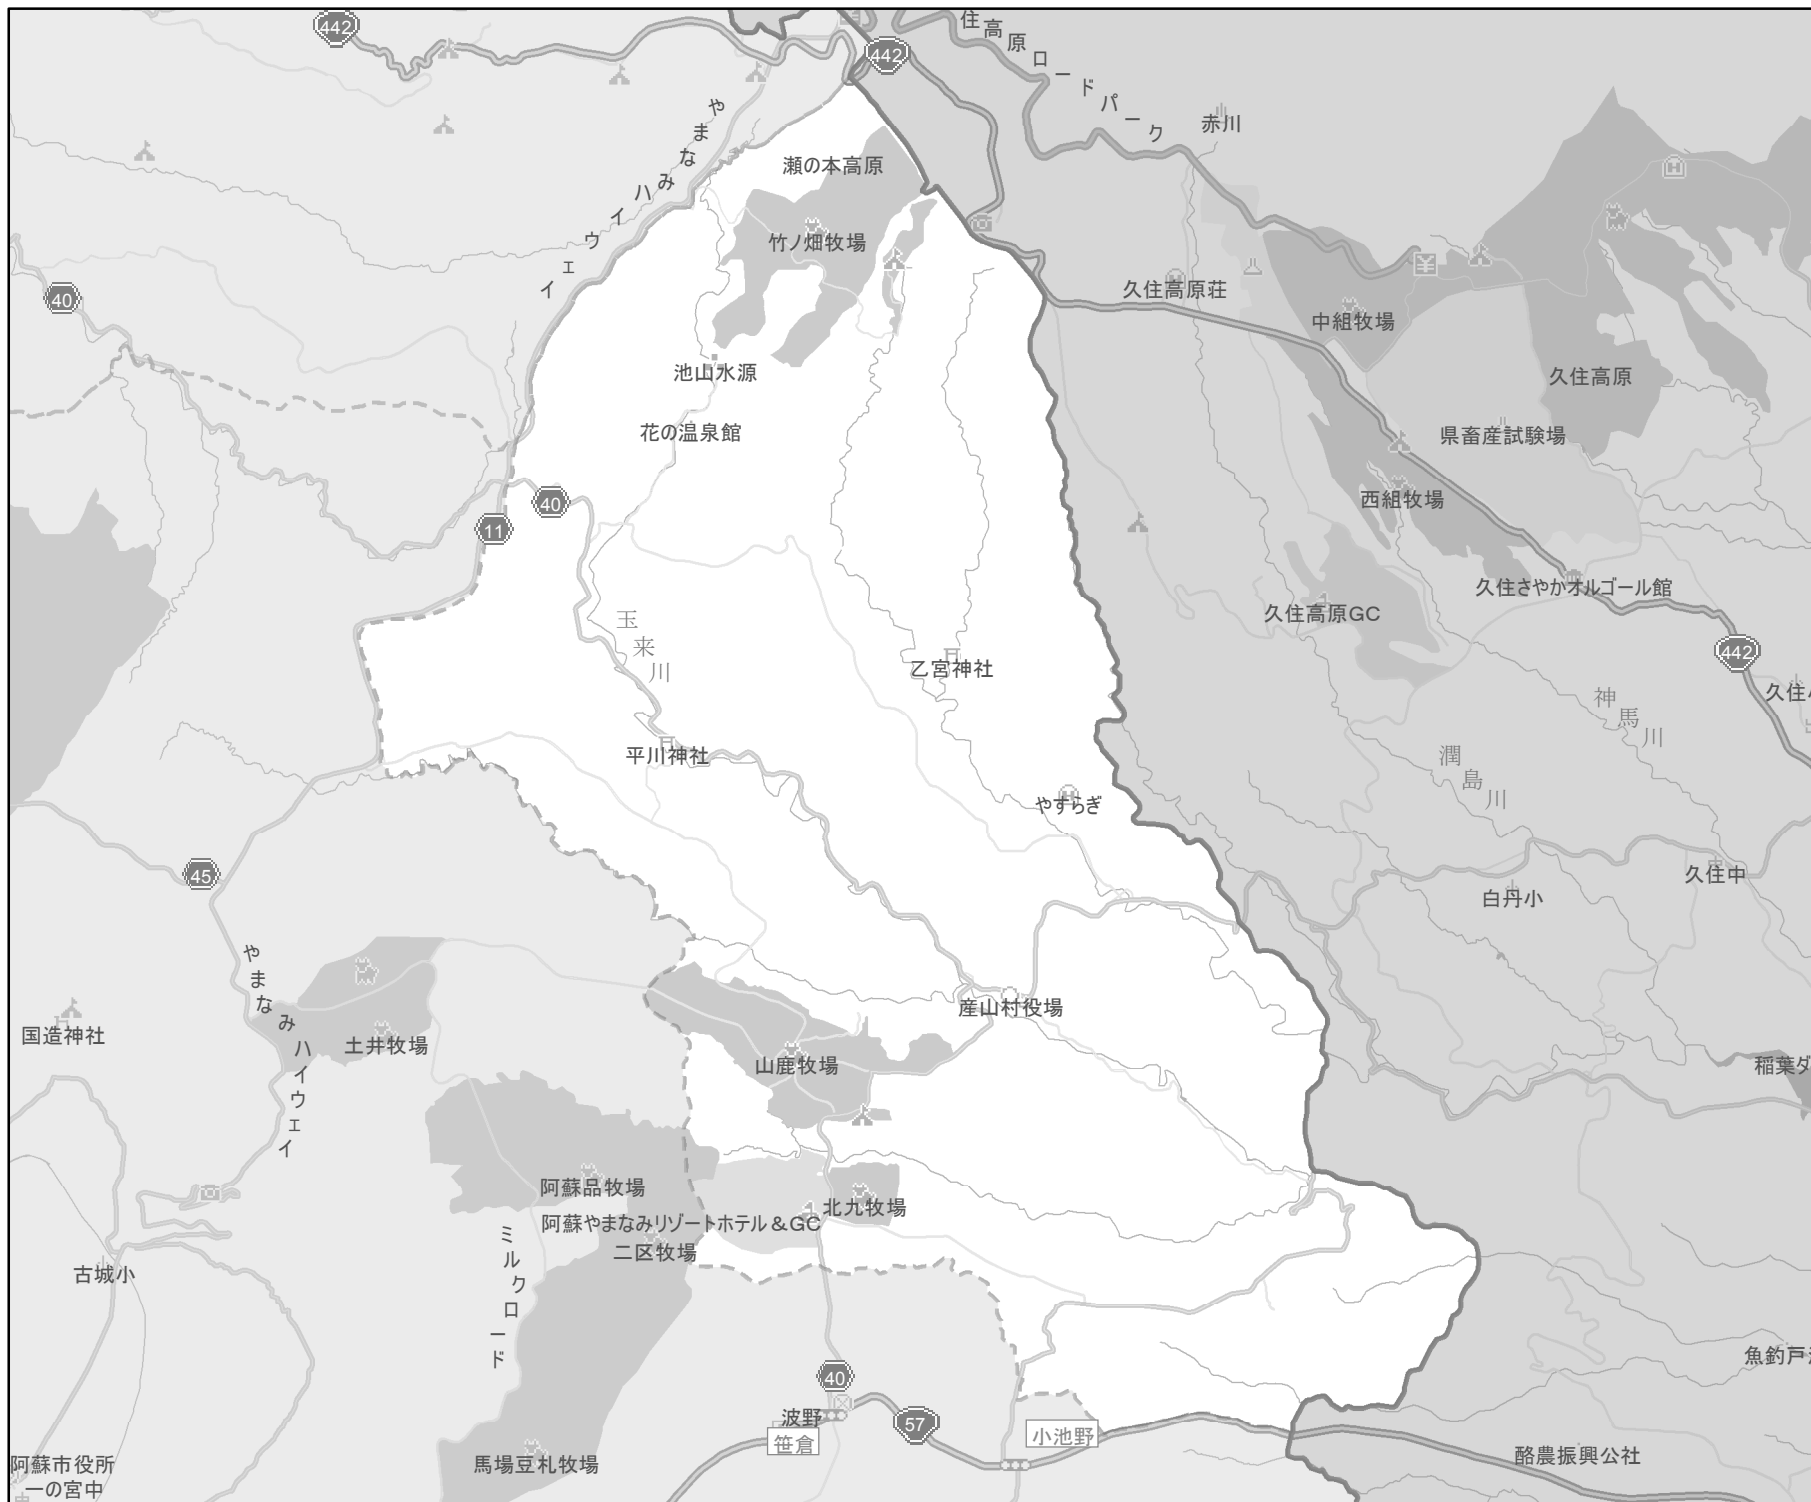 442
442
住高原ロードパーク
赤川
やまなみハイウェイ
瀬の本高原
竹ノ畑牧場
40
久住高原荘
中組牧場
池山水源
久住高原
花の温泉館
県畜産試験場
40
11
西組牧場
久住さやかオルゴール館
久住高原GC
玉来川
442
乙宮神社
神馬川
平川神社
潤島川
やすらぎ
45
久住中
白丹小
やまなみハイウェイ
国造神社
土井牧場
産山村役場
山鹿牧場
阿蘇品牧場
北九牧場
阿蘇やまなみリゾートホテル&GC
二区牧場
ミルクロード
古城小
40
57
波野
笹倉
小池野
馬場豆札牧場
酪農振興公社
阿蘇市役所
一の宮中